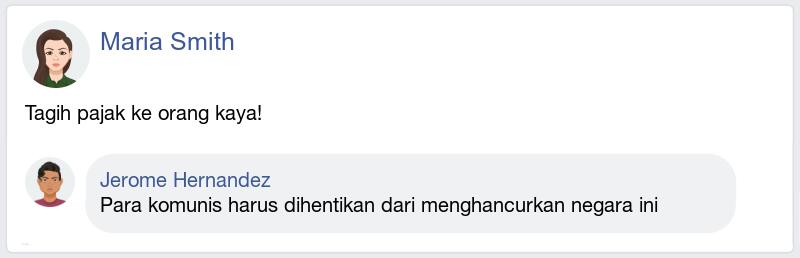 Maria Smith
Tagih pajak ke orang kaya!
Jerome Hernandez
Para komunis harus dihentikan dari menghancurkan negara ini